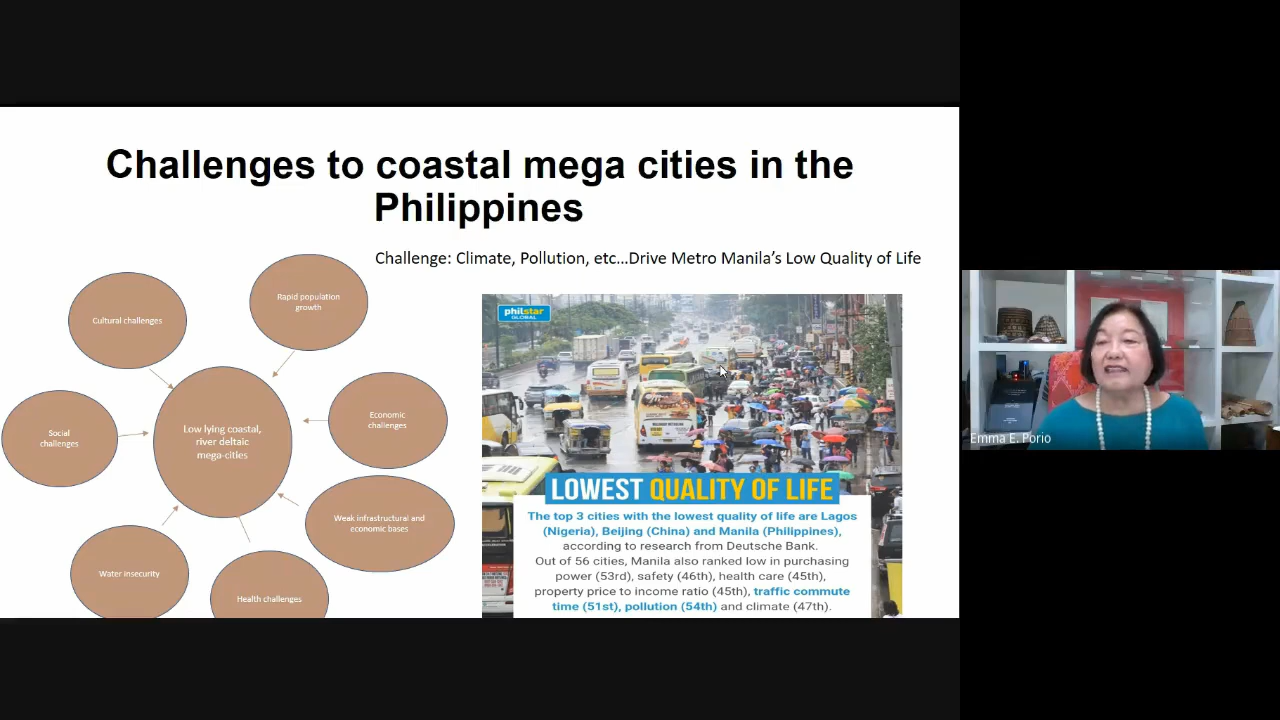 Challenges to coastal mega cities in the
Philippines
Challenge: Climate, Pollution, etc...Drive Metro Manila's Low Quality of Life
Cultural challenges
Rapid population
growth
Social
challenges
Low lying coastal,
river deltaic
mega-cities
Economic
challenges
Weak infrastructural and
economic bases
Water insecurity
Health challenges
philstar
GLOBAL
LOWEST QUALITY OF LIFE
The top 3 cities with the lowest quality of life are Lagos
(Nigeria), Beijing (China) and Manila (Philippines),
according to research from Deutsche Bank.
Out of 56 cities, Manila also ranked low in purchasing
power (53rd), safety (46th), health care (45th),
property price to income ratio (45th), traffic commute
time (51st), pollution (54th) and climate (47th).
Emma E. Porio